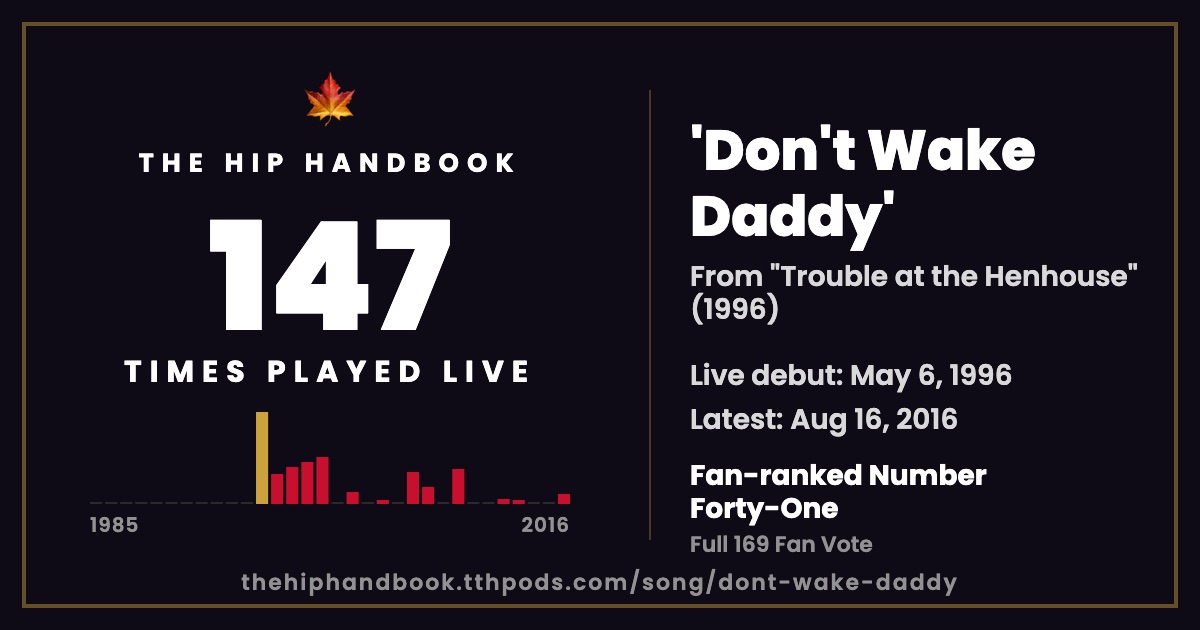 THE HIP HANDBOOK
147
TIMES PLAYED LIVE
1985
2016
'Don't Wake
Daddy'
From "Trouble at the Henhouse"
(1996)
Live debut: May 6, 1996
Latest: Aug 16, 2016
Fan-ranked Number
Forty-One
Full 169 Fan Vote
thehiphandbook.tthpods.com/song/dont-wake-daddy